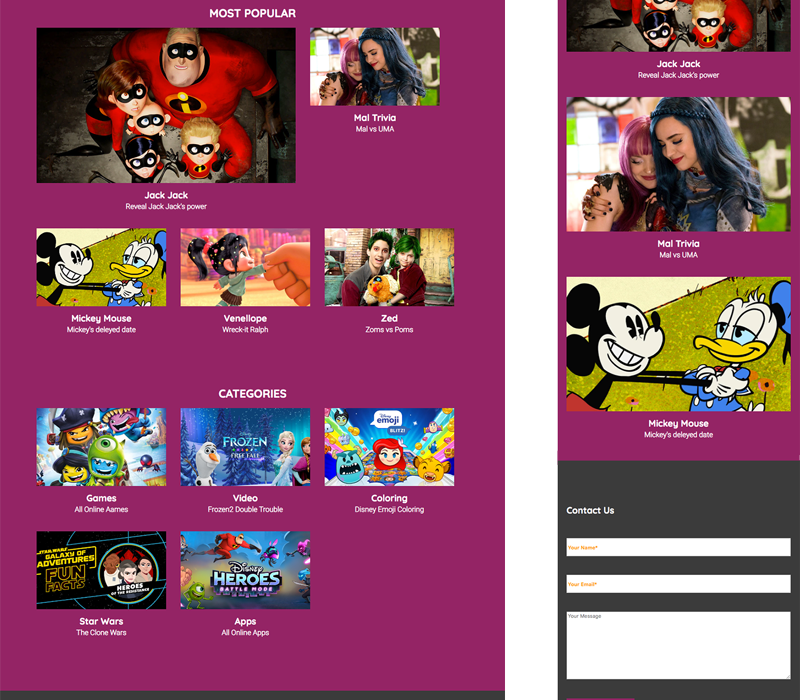 MOST POPULAR
Jack Jack
Reveal Jack Jack's power
Mal Trivia
Mal vs UMA
Mickey Mouse
Mickey's deleyed date
Venellope
Wreck-it Ralph
Zed
Zoms vs Poms
CATEGORIES
Disney
FROZEN
FREE FALL
Disney
emoji
BLITZ!
Games
All Online Aames
Video
Frozen2 Double Trouble
Coloring
Disney Emoji Coloring
STAR WARS
GALAXY OF
ADVENTURES
FUN
FACTS
HEROES
OF THE RESISTANCE
Disney
HEROES
BATTLE MODE
Star Wars
The Clone Wars
Apps
All Online Apps
Jack Jack
Reveal Jack Jack's power
Mal Trivia
Mal vs UMA
Mickey Mouse
Mickey's deleyed date
Contact Us
Your Name*
Your Email*
Your Message